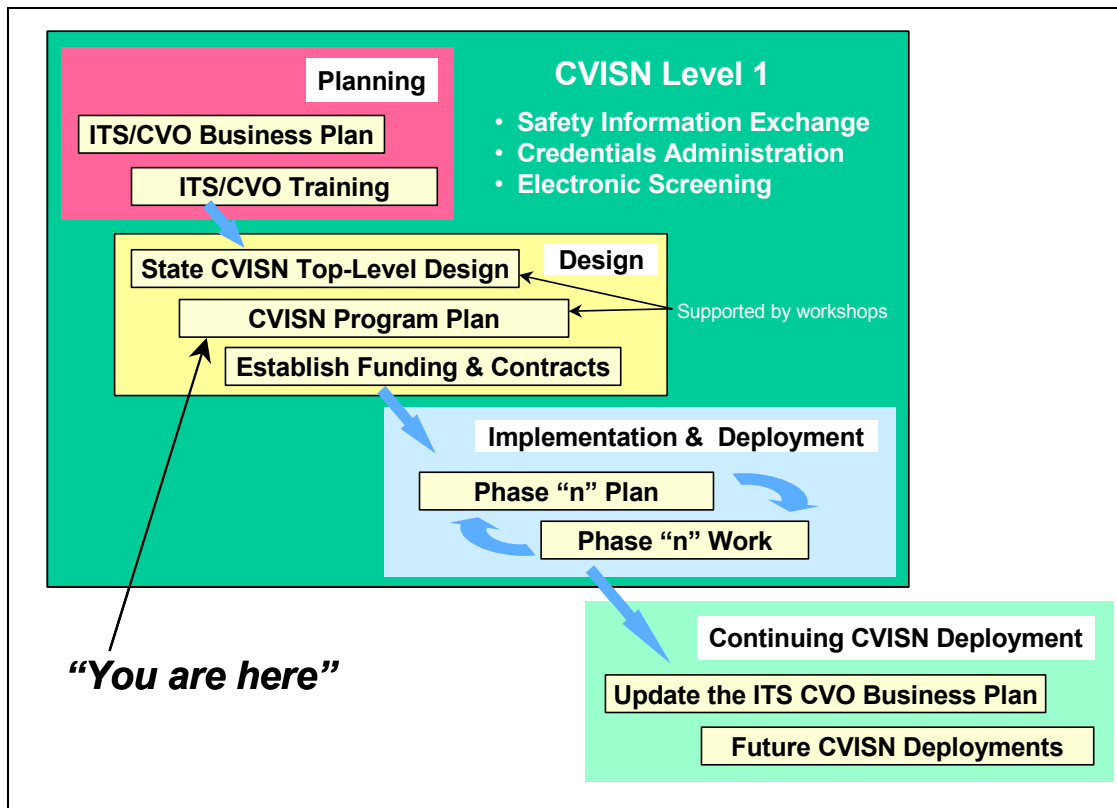 Planning
ITS/CVO Business Plan
ITS/CVO Training
CVISN Level 1
• Safety Information Exchange
• Credentials Administration
• Electronic Screening
State CVISN Top-Level Design
Design
CVISN Program Plan
Supported by workshops
Establish Funding & Contracts
Implementation & Deployment
Phase “n” Plan
Phase “n” Work
“You are here”
Continuing CVISN Deployment
Update the ITS CVO Business Plan
Future CVISN Deployments